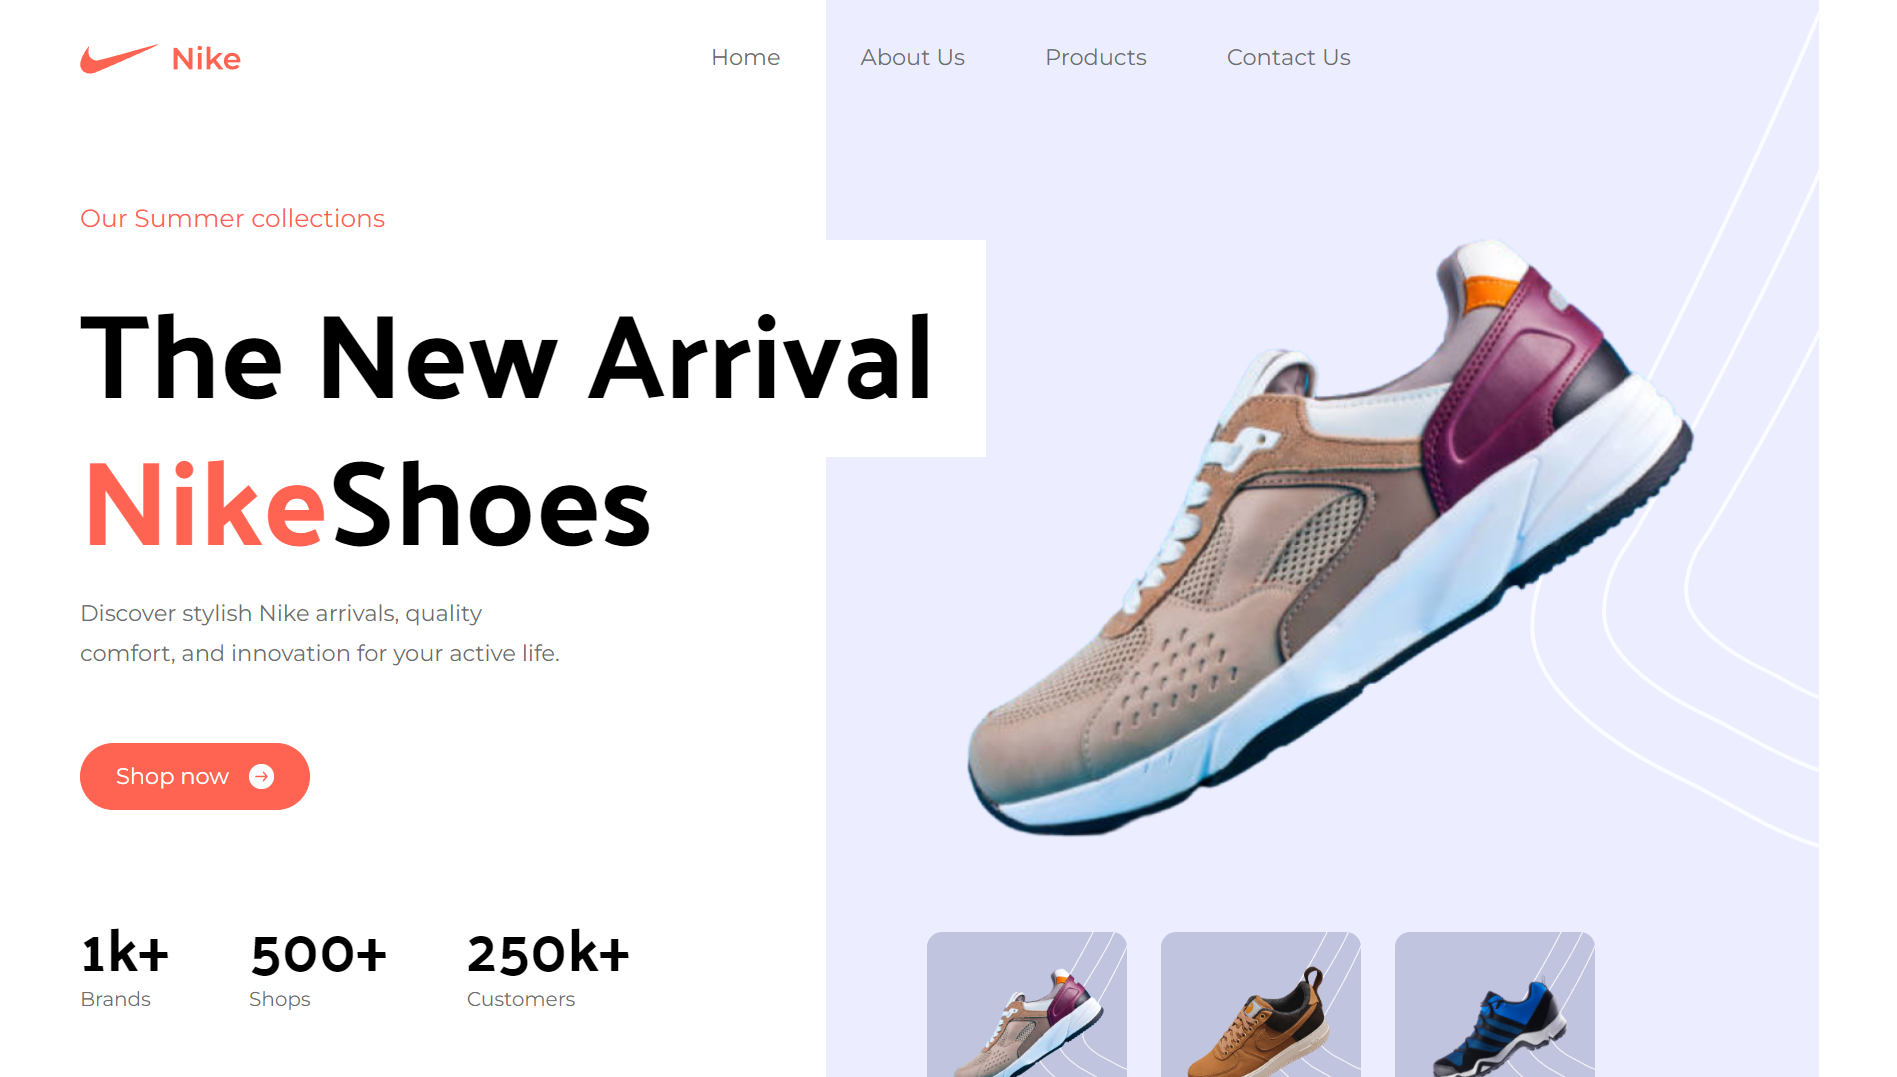 Nike
Home About Us Products Contact Us
Our Summer collections
The New Arrival
NikeShoes
Discover stylish Nike arrivals, quality
comfort, and innovation for your active life.
Shop now
1k+ 500+ 250k+
Brands Shops Customers